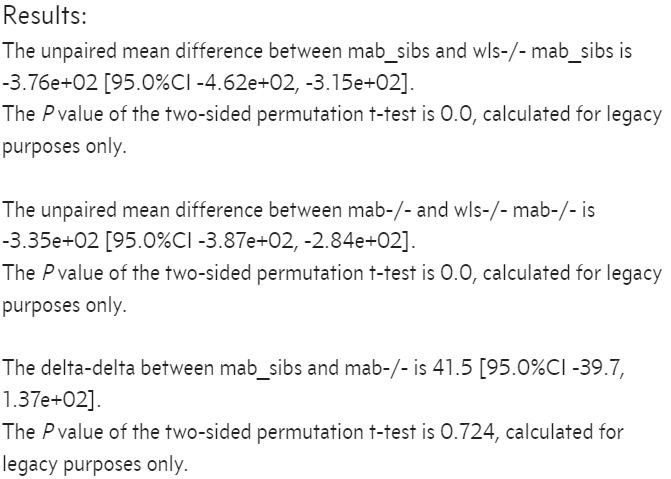 Results:
The unpaired mean difference between mab_sibs and wls-/- mab_sibs is
-3.76e+02 [95.0%CI -4.62e+02, -3.15e+02].
The P value of the two-sided permutation t-test is 0.0, calculated for legacy
purposes only.
The unpaired mean difference between mab-/- and wls-/- mab-/- is
-3.35e+02 [95.0%CI -3.87e+02, -2.84e+02].
The P value of the two-sided permutation t-test is 0.0, calculated for legacy
purposes only.
The delta-delta between mab_sibs and mab-/- is 41.5 [95.0%CI -39.7,
1.37e+02].
The P value of the two-sided permutation t-test is 0.724, calculated for
legacy purposes only.